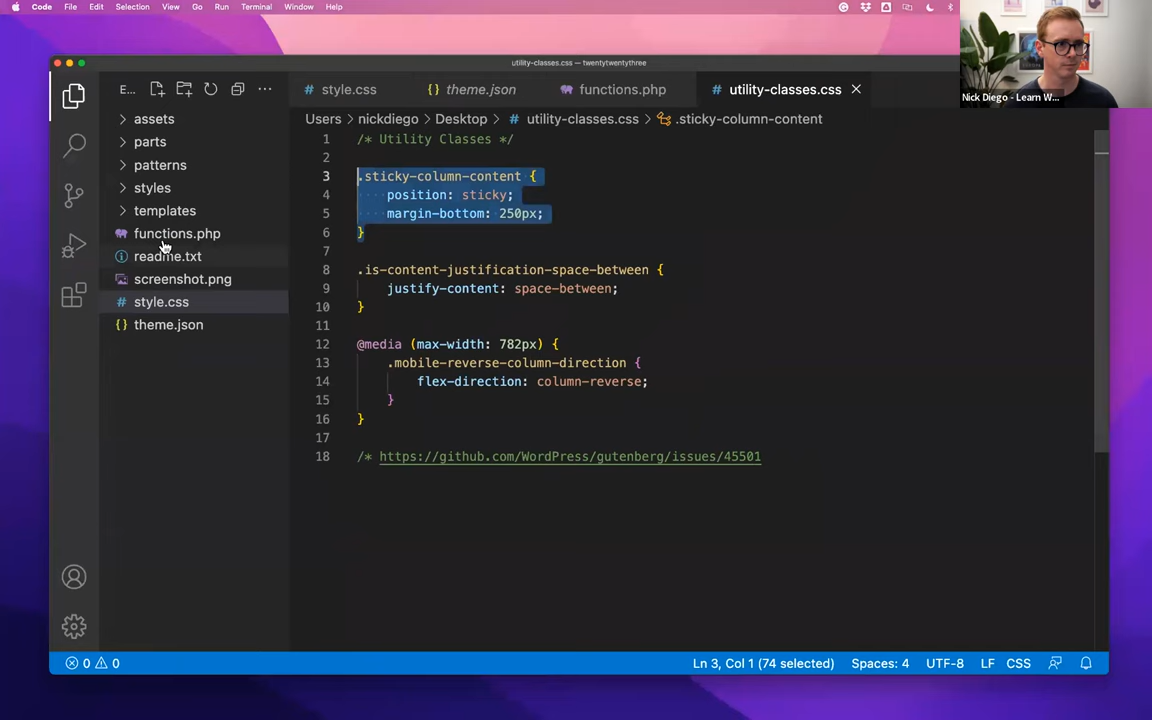 Code File Edit Selection View Go Run Terminal Window Help
utility-classes.css — twentytwentythree
E... ···
style.css
theme.json
functions.php
utility-classes.css
Nick Diego - Learn W...
Users > nickdiego > Desktop > # utility-classes.css > .sticky-column-content
assets
parts
patterns
styles
templates
functions.php
readme.txt
screenshot.png
style.css
theme.json
1 /* Utility Classes */
2
3 .sticky-column-content {
4 position: sticky;
5 margin-bottom: 250px;
6 }
7
8 .is-content-justification-space-between {
9 justify-content: space-between;
10 }
11
12 @media (max-width: 782px) {
13 .mobile-reverse-column-direction {
14 flex-direction: column-reverse;
15 }
16 }
17
18 /* https://github.com/WordPress/gutenberg/issues/45501
0 0 Ln 3, Col 1 (74 selected) Spaces: 4 UTF-8 LF CSS